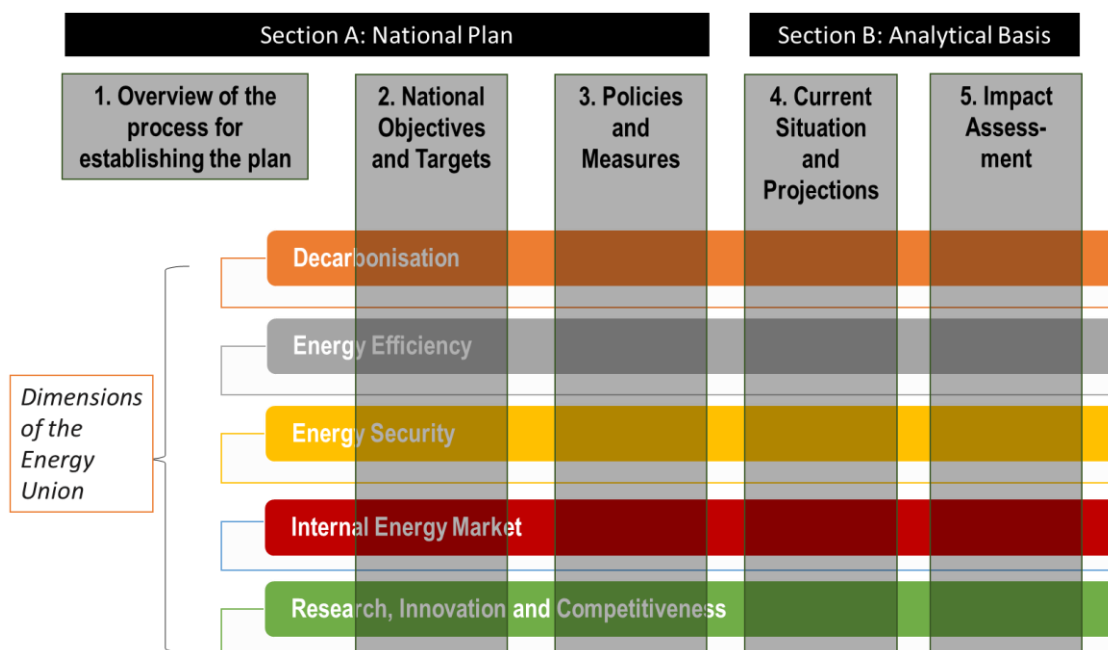 Section A: National Plan
Section B: Analytical Basis
1. Overview of the
process for
establishing the plan
2. National
Objectives
and Targets
3. Policies
and
Measures
4. Current
Situation
and
Projections
5. Impact
Assess-
ment
Dimensions
of the
Energy
Union
Decarbonisation
Energy Efficiency
Energy Security
Internal Energy Market
Research, Innovation and Competitiveness